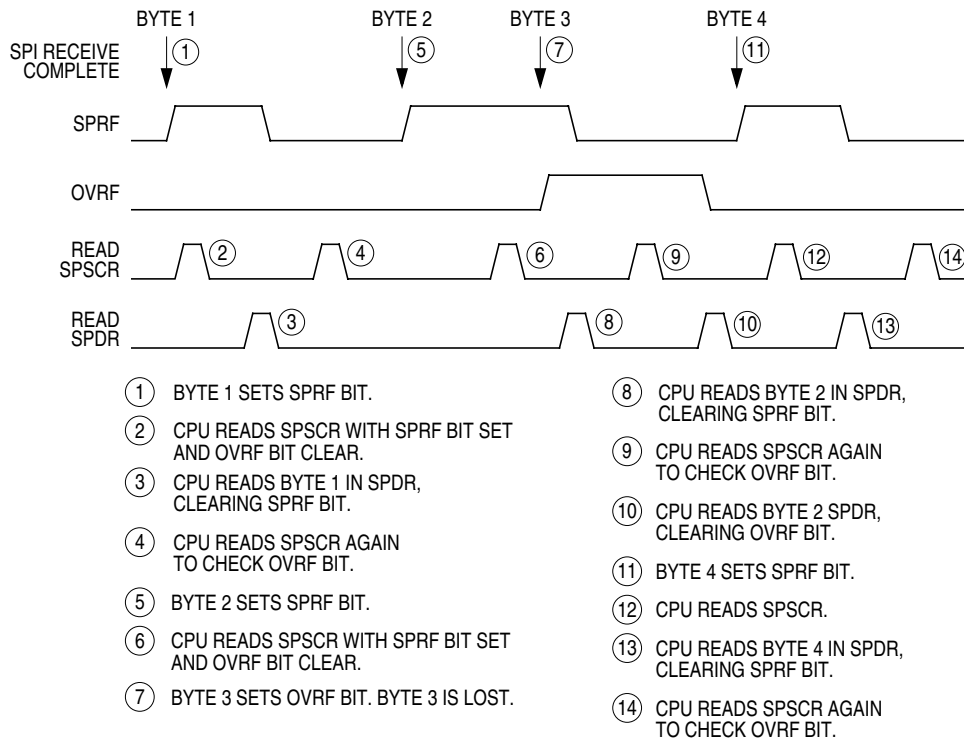 BYTE 1 BYTE 2 BYTE 3 BYTE 4
SPI RECEIVE
COMPLETE
1 5 7 11
SPRF
OVRF
READ
SPSCR
2 4 6 9 12 14
READ
SPDR
3 8 10 13
1 BYTE 1 SETS SPRF BIT.
2 CPU READS SPSCR WITH SPRF BIT SET
AND OVRF BIT CLEAR.
3 CPU READS BYTE 1 IN SPDR,
CLEARING SPRF BIT.
4 CPU READS SPSCR AGAIN
TO CHECK OVRF BIT.
5 BYTE 2 SETS SPRF BIT.
6 CPU READS SPSCR WITH SPRF BIT SET
AND OVRF BIT CLEAR.
7 BYTE 3 SETS OVRF BIT. BYTE 3 IS LOST.
8 CPU READS BYTE 2 IN SPDR,
CLEARING SPRF BIT.
9 CPU READS SPSCR AGAIN
TO CHECK OVRF BIT.
10 CPU READS BYTE 2 SPDR,
CLEARING OVRF BIT.
11 BYTE 4 SETS SPRF BIT.
12 CPU READS SPSCR.
13 CPU READS BYTE 4 IN SPDR,
CLEARING SPRF BIT.
14 CPU READS SPSCR AGAIN
TO CHECK OVRF BIT.